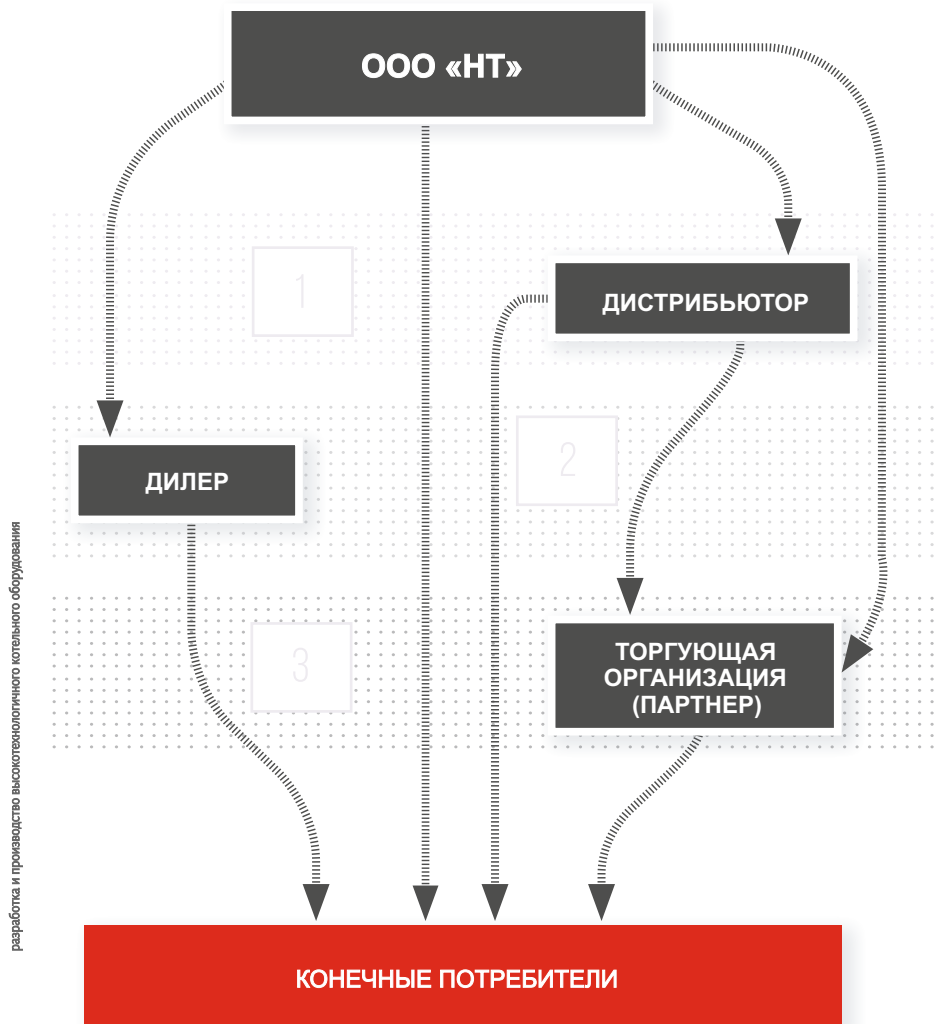 ООО «НТ»
1
ДИСТРИБЬЮТОР
2
ДИЛЕР
3
ТОРГУЮЩАЯ
ОРГАНИЗАЦИЯ
(ПАРТНЕР)
разработка и производство высокотехнологичного котельного оборудования
КОНЕЧНЫЕ ПОТРЕБИТЕЛИ